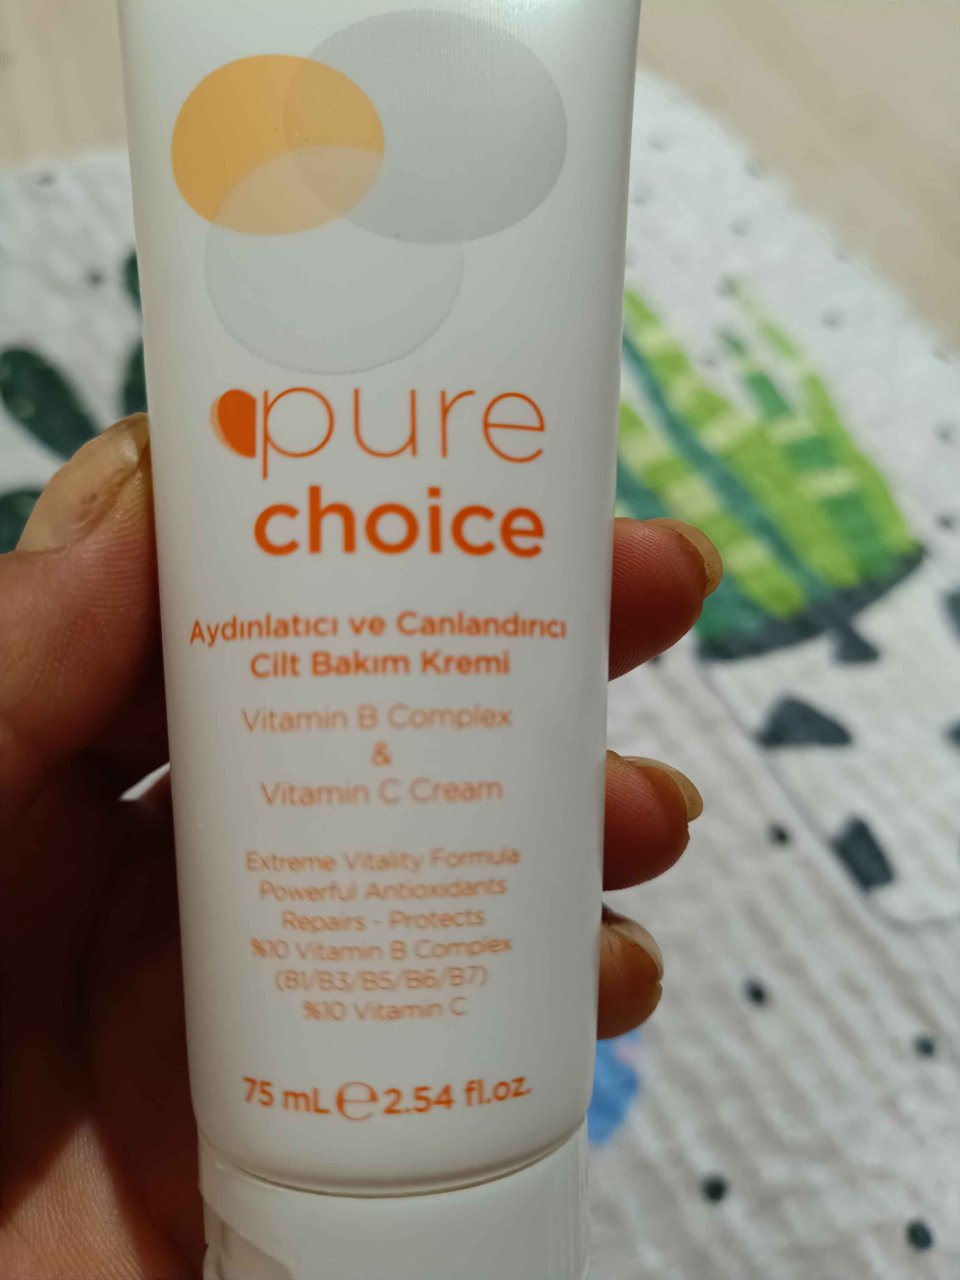 pure
choice
Aydınlatıcı ve Canlandırıcı
Cilt Bakım Kremi
Vitamin B Complex
&
Vitamin C Cream
Extreme Vitality Formula
Powerful Antioxidants
Repairs - Protects
%10 Vitamin B Complex
(B1/B3/B5/B6/B7)
%10 Vitamin C
75 mL e 2.54 fl.oz.